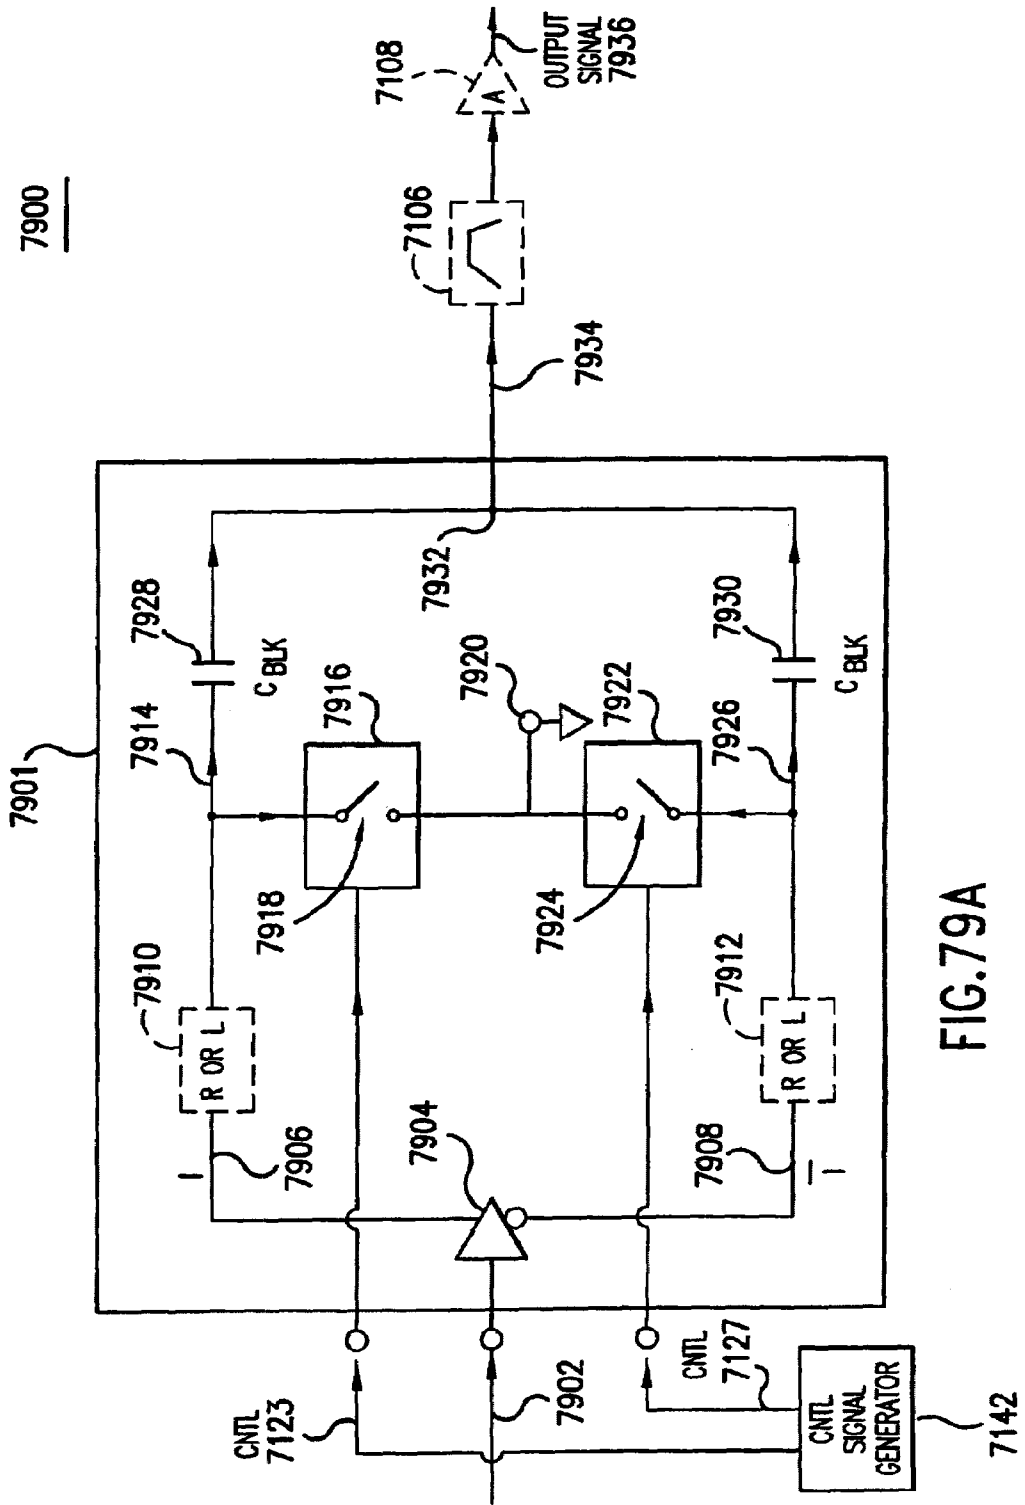 7900
7901
7108
A
OUTPUT
SIGNAL
7936
7106
7934
7932
7928
C BLK
7914
7916
7918
7920
7922
7924
7926
7930
C BLK
7910
R OR L
7912
R OR L
I
7906
7904
7908
I
CNTL
7123
7902
CNTL
7127
CNTL
SIGNAL
GENERATOR
7142
FIG.79A